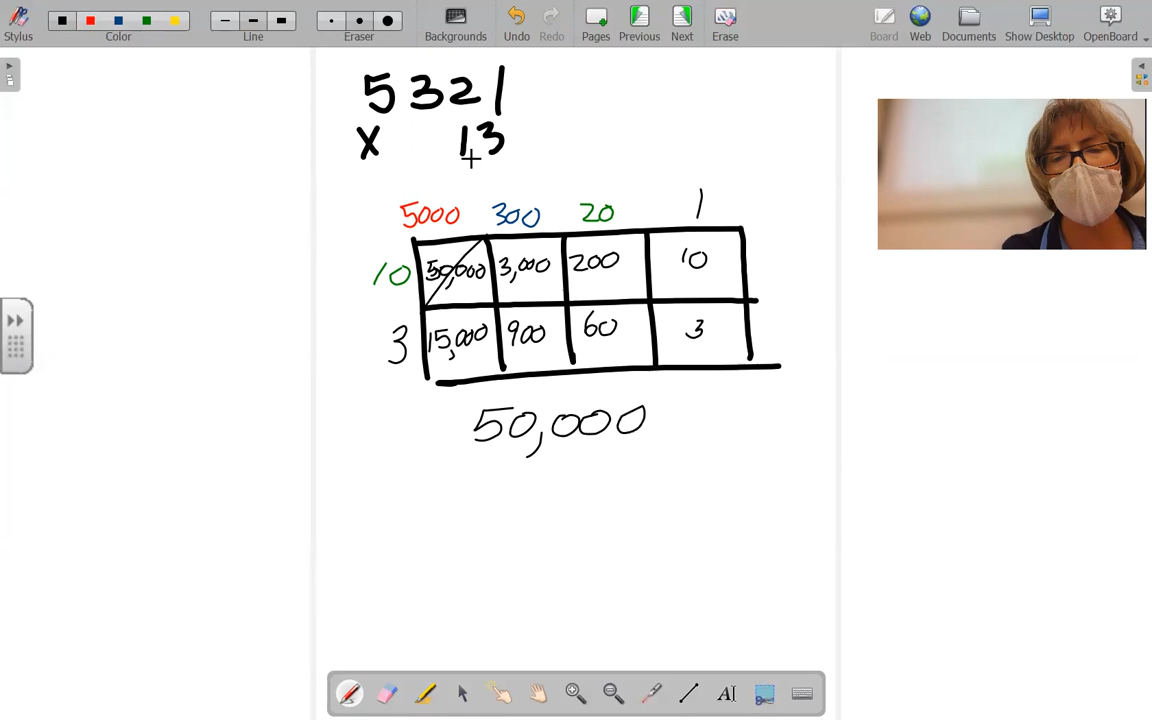 Stylus Color Line Eraser Backgrounds Undo Redo Pages Previous Next Erase Board Web Documents Show Desktop OpenBoard
5321
x 13
5000 300 20 1
10 50,000 3,000 200 10
3 15,000 900 60 3
50,000
AI